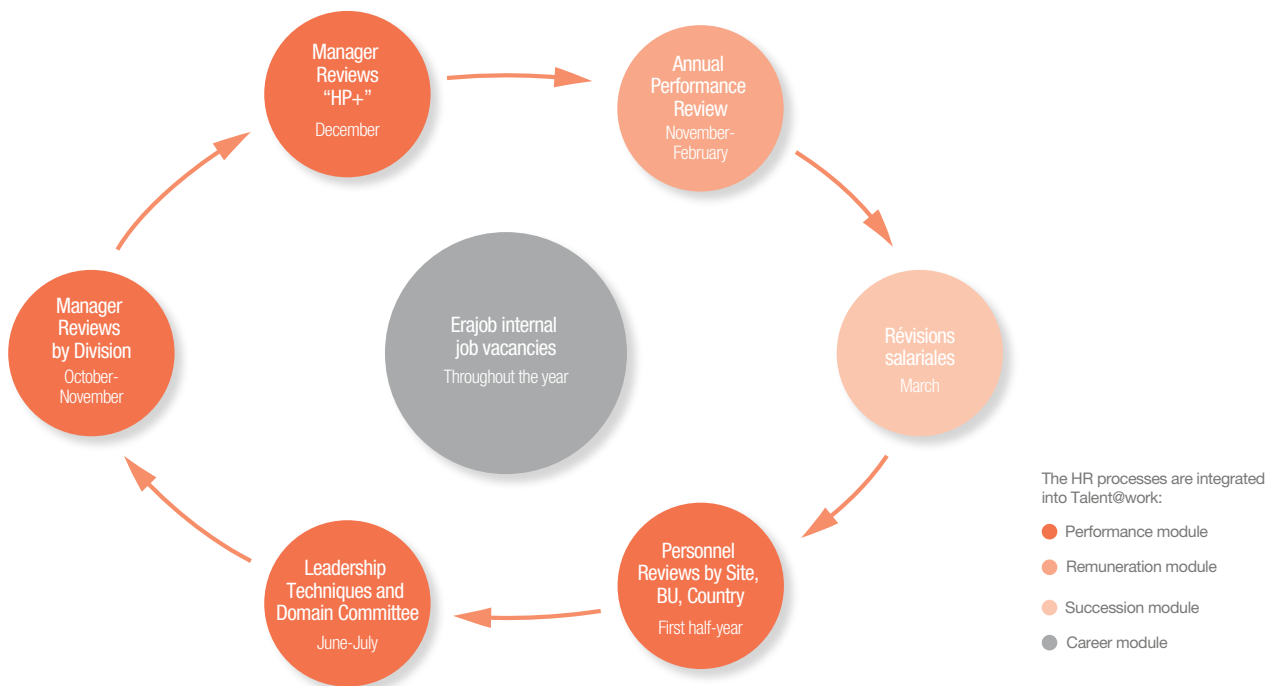 Manager
Reviews
“HP+”
December
Annual
Performance
Review
November-
February
Révisions
salariales
March
Personnel
Reviews by Site,
BU, Country
First half-year
Leadership
Techniques and
Domain Committee
June-July
Manager
Reviews
by Division
October-
November
Erajob internal
job vacancies
Throughout the year
The HR processes are integrated
into Talent@work:
Performance module
Remuneration module
Succession module
Career module